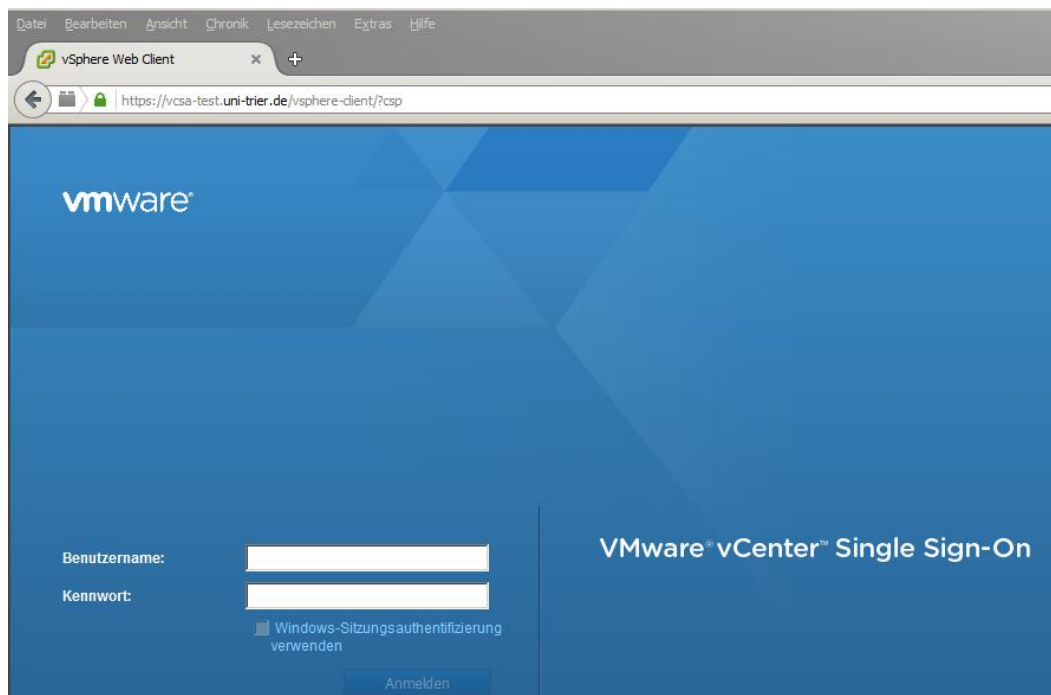 Datei Bearbeiten Ansicht Chronik Lesezeichen Extras Hilfe
vSphere Web Client × +
https://vcsa-test.uni-trier.de/vsphere-client/?csp
vmware®
Benutzername:
VMware® vCenter™ Single Sign-On
Kennwort:
Windows-Sitzungsauthentifizierung
verwenden
Anmelden